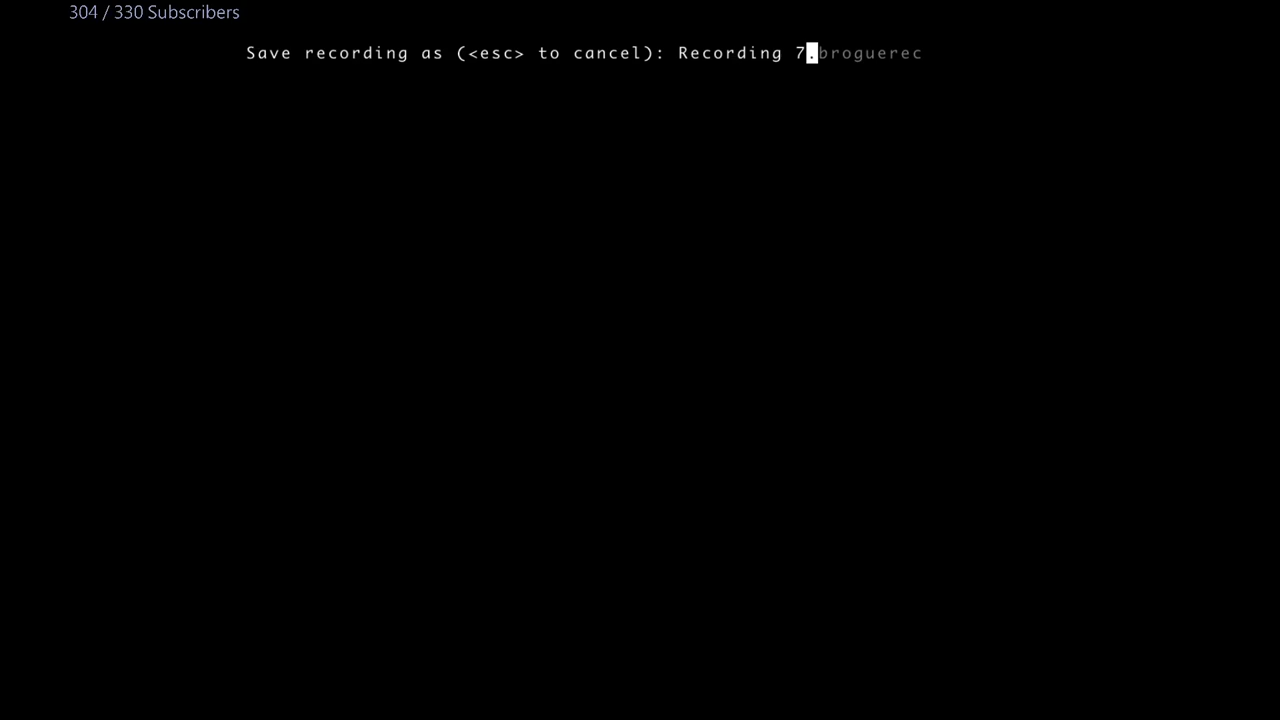 304 / 330 Subscribers
Save recording as (<esc> to cancel): Recording 7.broguerec